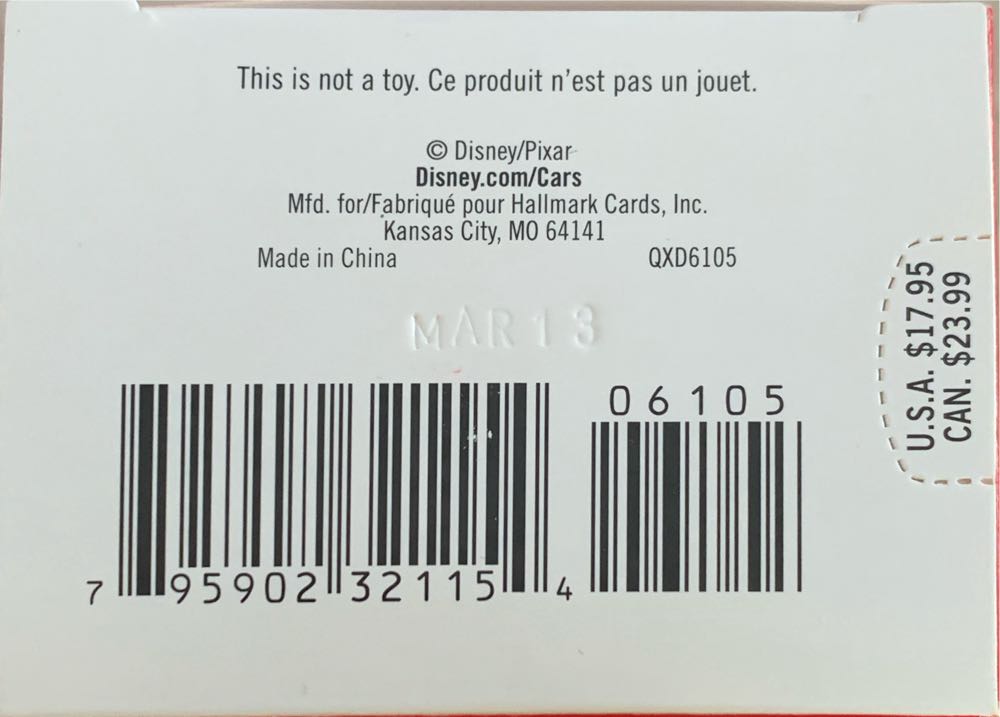 This is not a toy. Ce produit n'est pas un jouet.
© Disney/Pixar
Disney.com/Cars
Mfd. for/Fabriqué pour Hallmark Cards, Inc.
Kansas City, MO 64141
Made in China QXD6105
MAR 13
06105
7 95902 32115 4
U.S.A. $17.95
CAN. $23.99